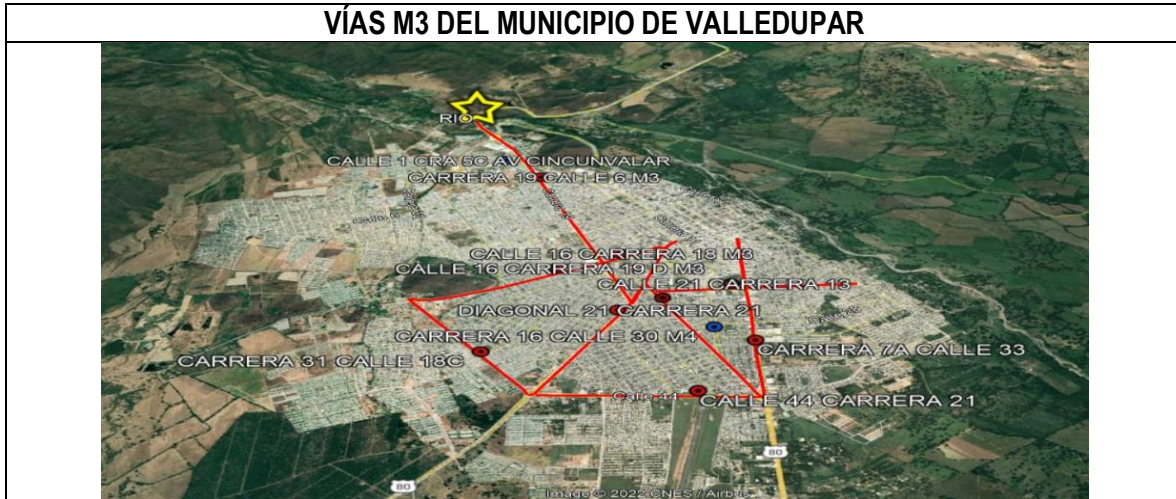 VÍAS M3 DEL MUNICIPIO DE VALLEDUPAR
RIO
CALLE 1 CRA 5C AV CINCUNVALAR
CARRERA 19 CALLE 6 M3
CALLE 16 CARRERA 18 M3
CALLE 16 CARRERA 19 D M3
CALLE 21 CARRERA 13
DIAGONAL 21 CARRERA 21
CARRERA 16 CALLE 30 M4
CARRERA 7A CALLE 33
CARRERA 31 CALLE 18C
Calle 44
CALLE 44 CARRERA 21
80
80
Image © 2022 CNES / Airbus